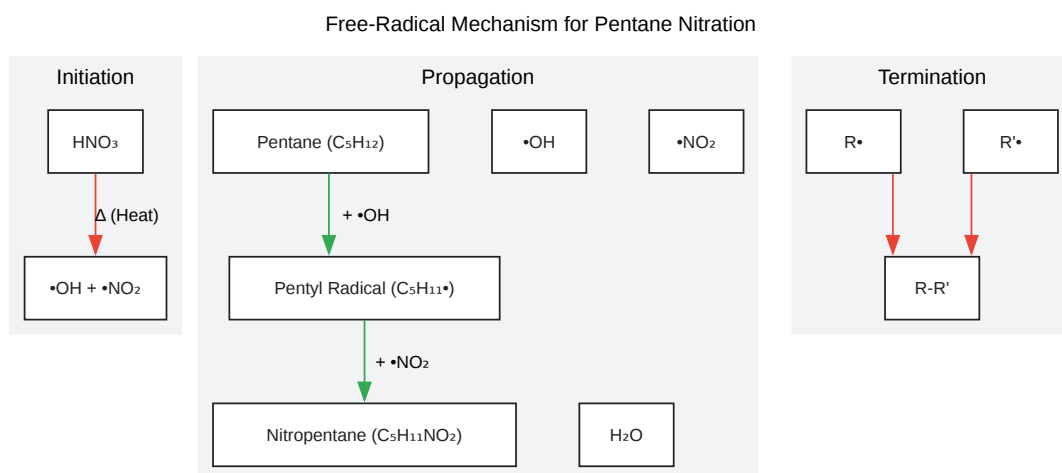 Free-Radical Mechanism for Pentane Nitration
Initiation
HNO₃
Δ (Heat)
•OH + •NO₂
Propagation
Pentane (C₅H₁₂)
•OH
•NO₂
+ •OH
Pentyl Radical (C₅H₁₁•)
+ •NO₂
Nitropentane (C₅H₁₁NO₂)
H₂O
Termination
R•
R'•
R-R'